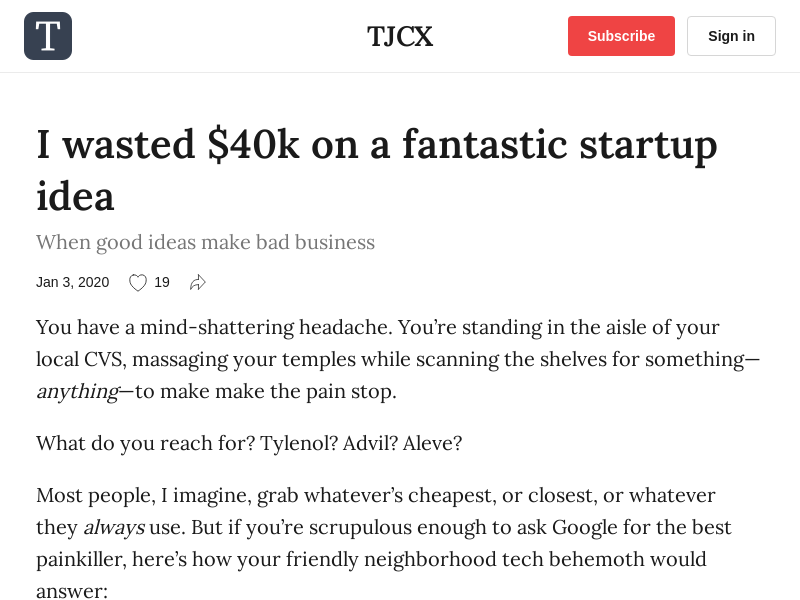 T
TJCX
Subscribe
Sign in
I wasted $40k on a fantastic startup
idea
When good ideas make bad business
Jan 3, 2020
19
You have a mind-shattering headache. You’re standing in the aisle of your
local CVS, massaging your temples while scanning the shelves for something—
anything—to make make the pain stop.
What do you reach for? Tylenol? Advil? Aleve?
Most people, I imagine, grab whatever’s cheapest, or closest, or whatever
they always use. But if you’re scrupulous enough to ask Google for the best
painkiller, here’s how your friendly neighborhood tech behemoth would
answer: